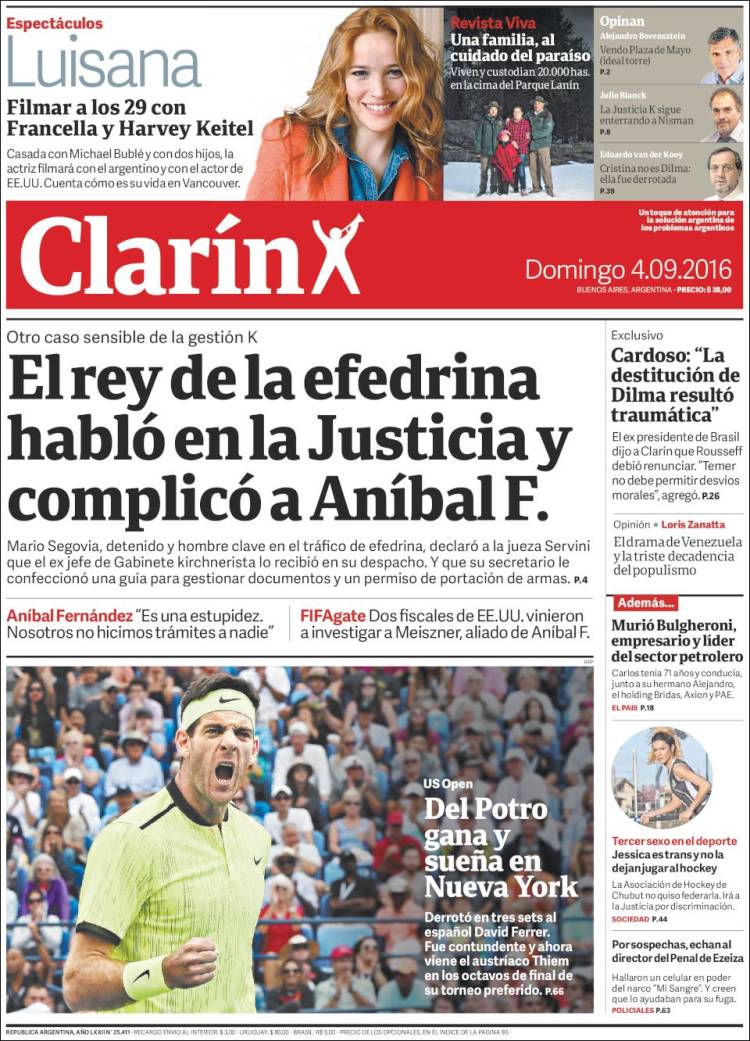 Espectáculos
Luisana
Filmar a los 29 con
Francella y Harvey Keitel
Casada con Michael Bublé y con dos hijos, la
actriz filmará con el argentino y con el actor de
EE.UU. Cuenta cómo es su vida en Vancouver.
Revista Viva
Una familia, al
cuidado del paraíso
Viven y custodian 20.000 has.
en la cima del Parque Lanín
Opinan
Alejandro Borensztein
Vendo Plaza de Mayo
(ideal torre)
P.2
Julio Blanck
La Justicia K sigue
enterrando a Nisman
P.8
Eduardo van der Kooy
Cristina no es Dilma:
ella fue derrotada
P.39
Clarín
Un toque de atención para
la solución argentina de
los problemas argentinos
Domingo 4.09.2016
BUENOS AIRES, ARGENTINA - PRECIO: $ 38,00
Otro caso sensible de la gestión K
El rey de la efedrina
habló en la Justicia y
complicó a Aníbal F.
Mario Segovia, detenido y hombre clave en el tráfico de efedrina, declaró a la jueza Servini
que el ex jefe de Gabinete kirchnerista lo recibió en su despacho. Y que su secretario le
confeccionó una guía para gestionar documentos y un permiso de portación de armas. P.4
Aníbal Fernández "Es una estupidez.
Nosotros no hicimos trámites a nadie"
FIFAgate Dos fiscales de EE.UU. vinieron
a investigar a Meiszner, aliado de Aníbal F.
AFP
US Open
Del Potro
gana y
sueña en
Nueva York
Derrotó en tres sets al
español David Ferrer.
Fue contundente y ahora
viene el austríaco Thiem
en los octavos de final de
su torneo preferido. P.66
Exclusivo
Cardoso: “La
destitución de
Dilma resultó
traumática”
El ex presidente de Brasil
dijo a Clarín que Rousseff
debió renunciar. “Temer
no debe permitir desvíos
morales”, agregó. P.26
Opinión • Loris Zanatta
El drama de Venezuela
y la triste decadencia
del populismo
Además...
Murió Bulgheroni,
empresario y líder
del sector petrolero
Carlos tenía 71 años y conducía,
junto a su hermano Alejandro,
el holding Bridas, Axion y PAE.
EL PAIS P.18
Tercer sexo en el deporte
Jessica es trans y no la
dejan jugar al hockey
La Asociación de Hockey de
Chubut no quiso federarla. Irá a
la Justicia por discriminación.
SOCIEDAD P.44
Por sospechas, echan al
director del Penal de Ezeiza
Hallaron un celular en poder
del narco “Mi Sangre”. Y creen
que lo ayudaban para su fuga.
POLICIALES P.63
REPUBLICA ARGENTINA, AÑO LXXII N° 25.411 - RECARGO ENVIO AL INTERIOR: $ 3,00 - URUGUAY: $ 80,00 - BRASIL: R$ 9,00 - PRECIO DE LOS OPCIONALES, EN EL INDICE DE LA PAGINA 90.